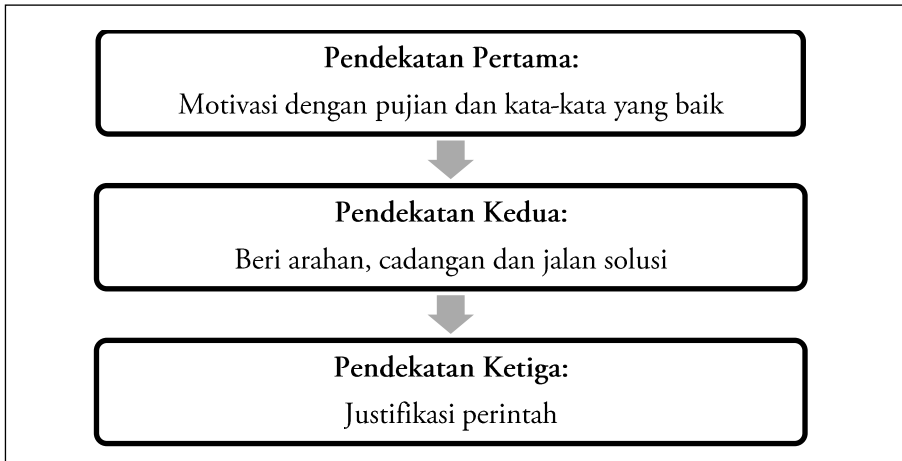 Pendekatan Pertama:
Motivasi dengan pujian dan kata-kata yang baik
Pendekatan Kedua:
Beri arahan, cadangan dan jalan solusi
Pendekatan Ketiga:
Justifikasi perintah